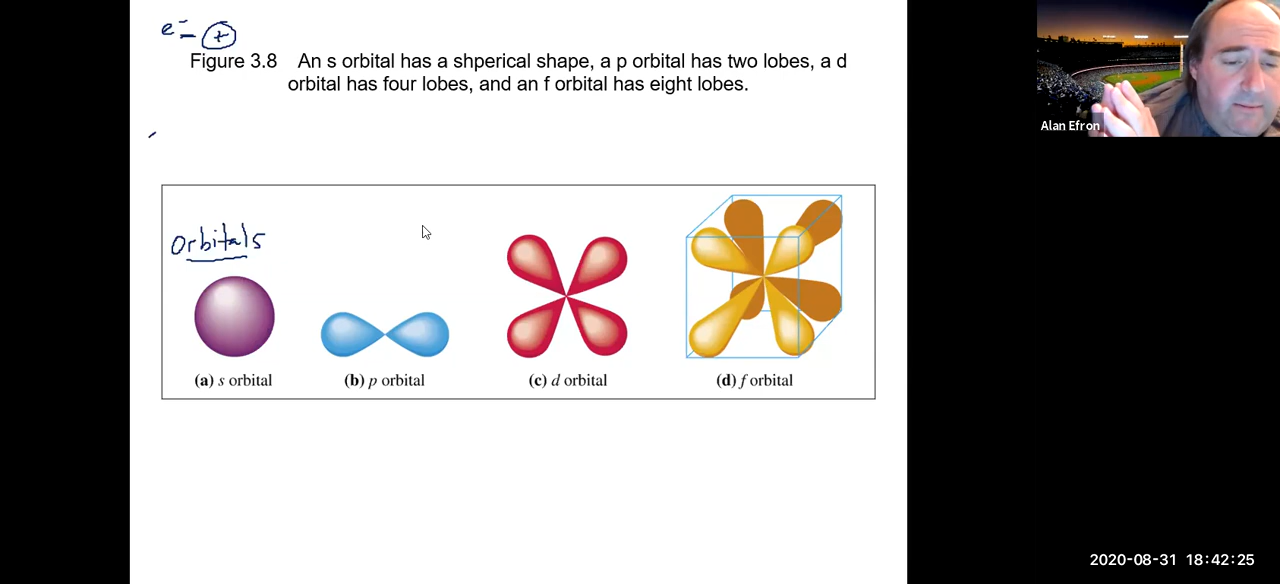 e⁻ – +
Figure 3.8 An s orbital has a shperical shape, a p orbital has two lobes, a d
orbital has four lobes, and an f orbital has eight lobes.
Orbitals
(a) s orbital (b) p orbital (c) d orbital (d) f orbital
Alan Efron
2020-08-31 18:42:25